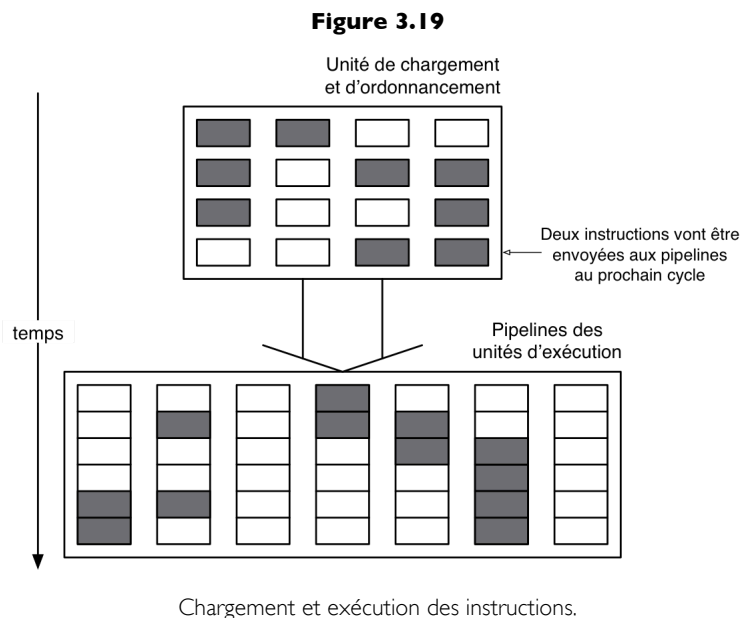 Figure 3.19
Unité de chargement
et d'ordonnancement
Deux instructions vont être
envoyées aux pipelines
au prochain cycle
temps
Pipelines des
unités d'exécution
Chargement et exécution des instructions.